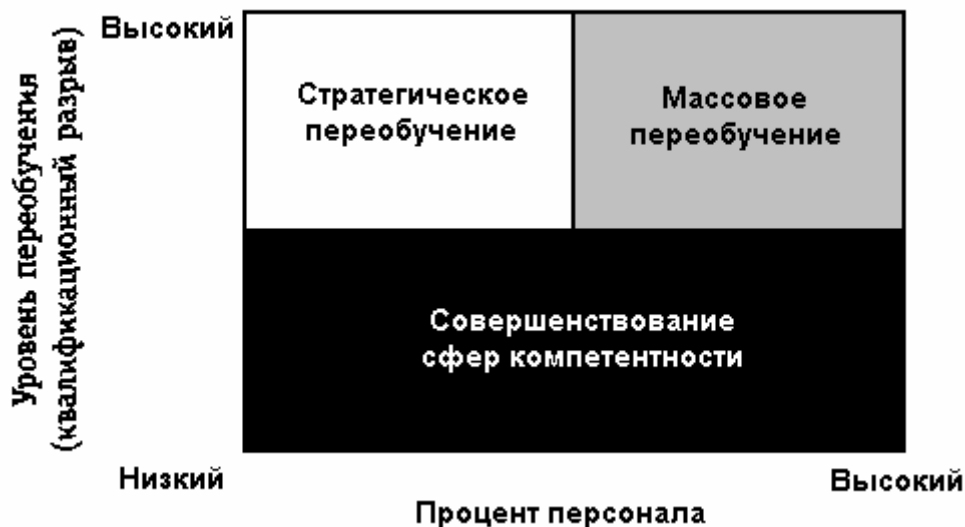 Высокий
Стратегическое
переобучение
Массовое
переобучение
Уровень переобучения
(квалификационный разрыв)
Совершенствование
сфер компетентности
Низкий
Высокий
Процент персонала